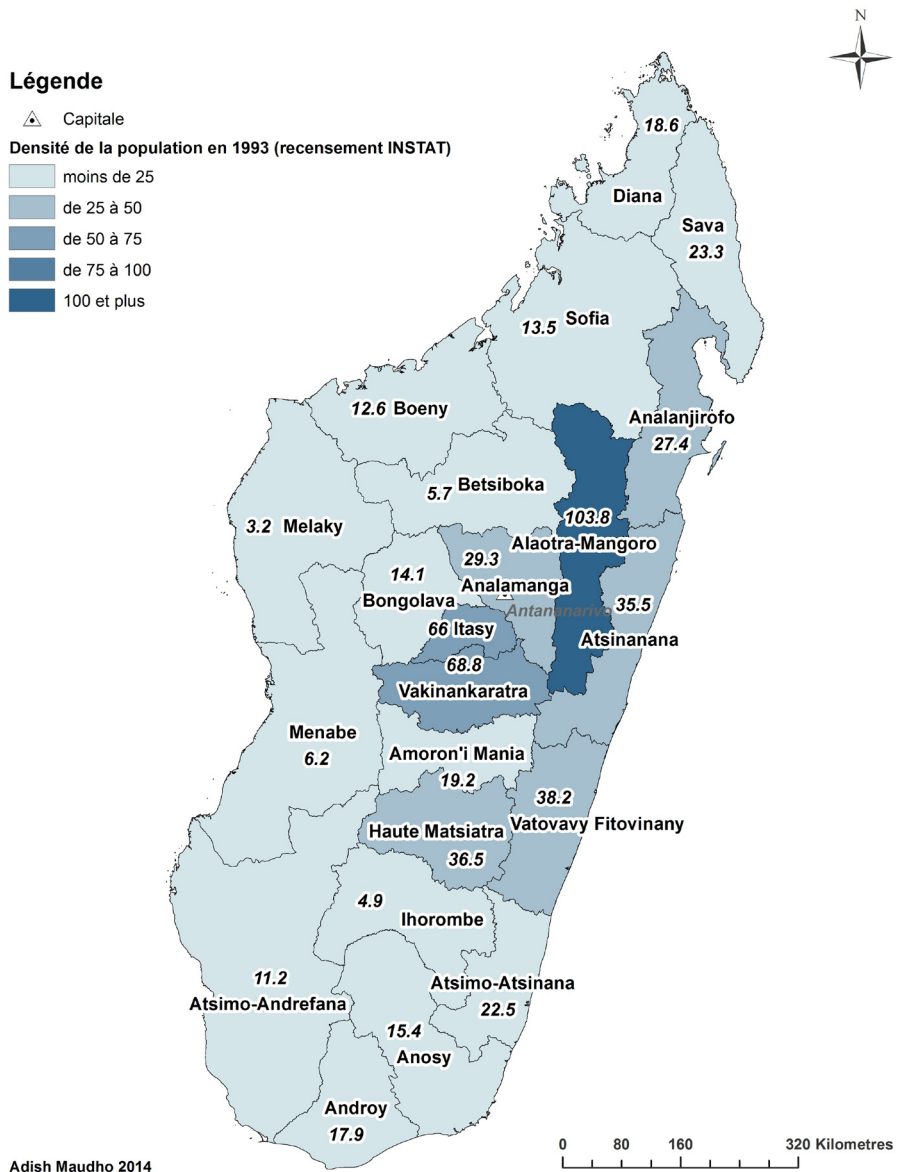 N
Légende
Capitale
Densité de la population en 1993 (recensement INSTAT)
moins de 25
de 25 à 50
de 50 à 75
de 75 à 100
100 et plus
18.6
Diana
Sava
23.3
13.5 Sofia
12.6 Boeny
Analanjirofo
27.4
5.7 Betsiboka
3.2 Melaky
103.8
Alaotra-Mangoro
29.3
Analamanga
14.1
Bongolava
Antananarivo
35.5
Atsinanana
66 Itasy
68.8
Vakinankaratra
Menabe
6.2
Amoron'i Mania
19.2
38.2
Vatovavy Fitovinany
Haute Matsiatra
36.5
4.9
Ihorombe
11.2
Atsimo-Andrefana
Atsimo-Atsinana
22.5
15.4
Anosy
Androy
17.9
0 80 160 320 Kilometres
Adish Maudho 2014